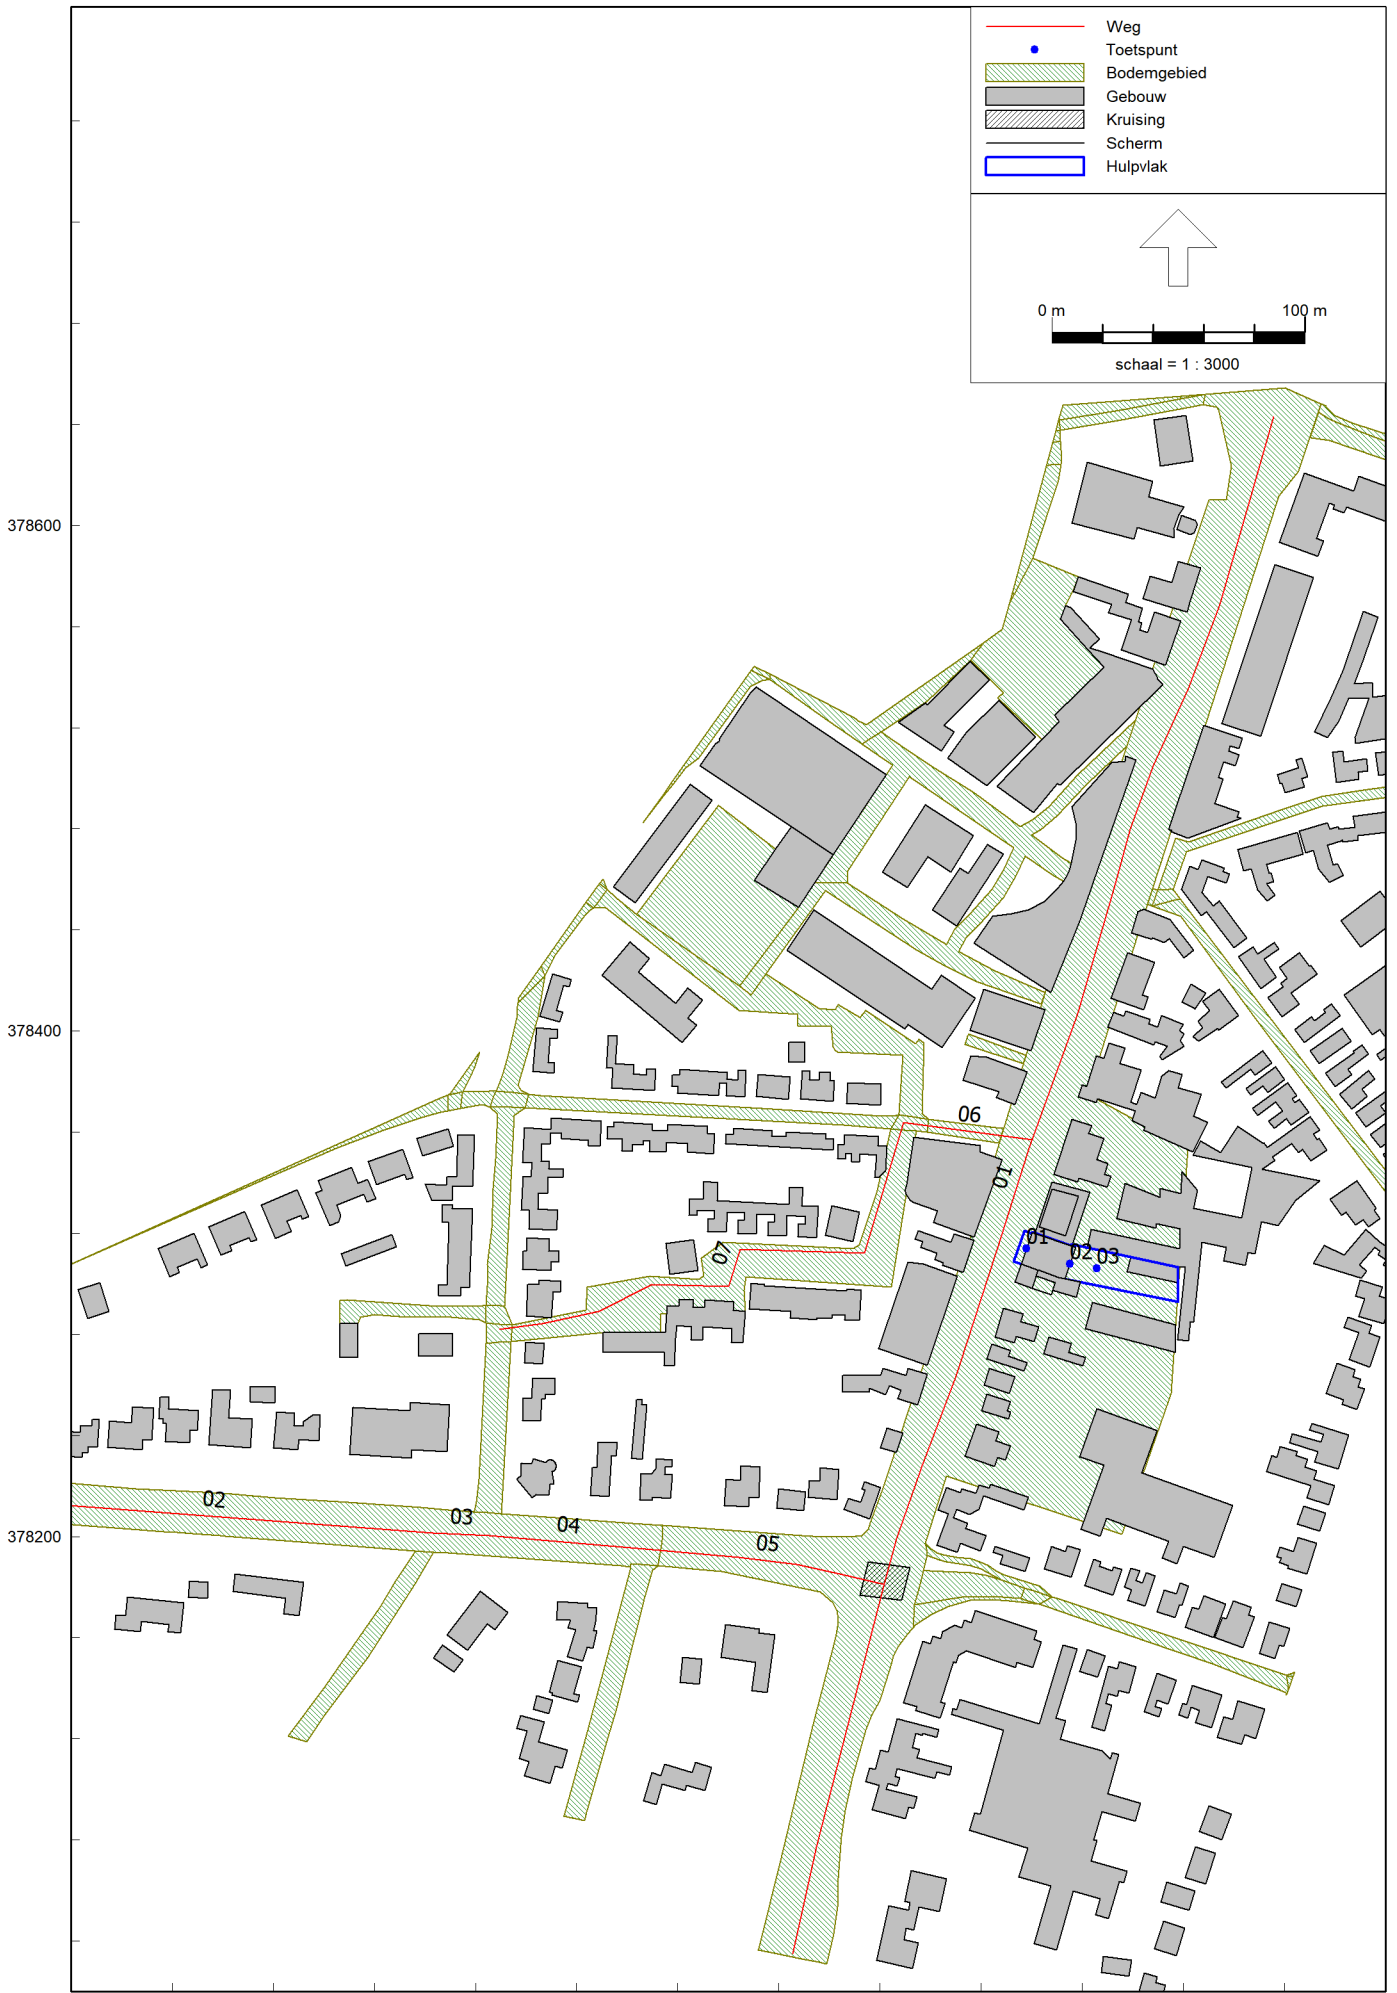 Weg
Toetspunt
Bodemgebied
Gebouw
Kruising
Scherm
Hulpvlak
0 m 100 m
schaal = 1 : 3000
378600
378400
06
01
01
02
03
07
02
03
04
05
378200